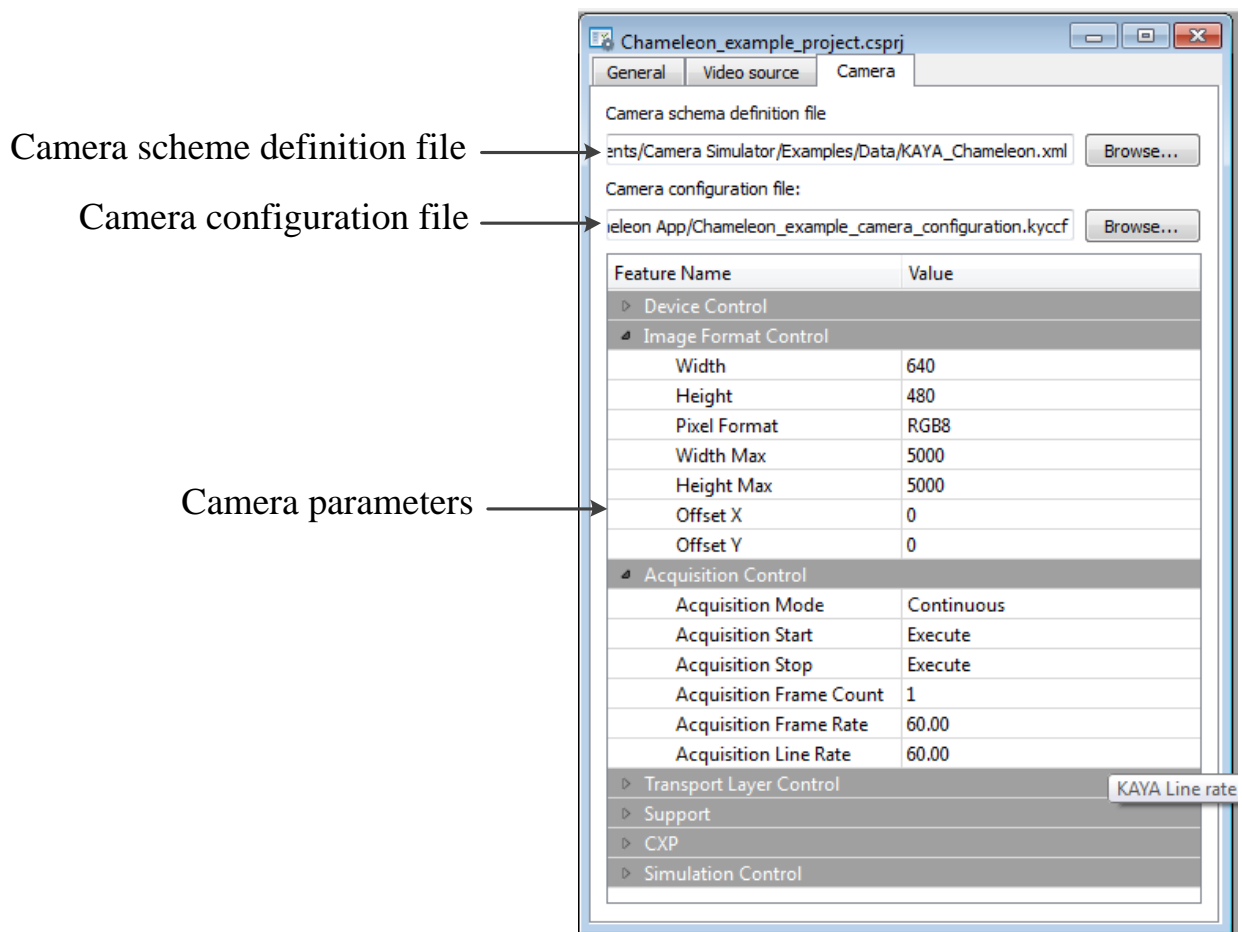 Chameleon_example_project.csprj
General Video source Camera
Camera schema definition file
Camera scheme definition file
ents/Camera Simulator/Examples/Data/KAYA_Chameleon.xml Browse...
Camera configuration file:
Camera configuration file
eleon App/Chameleon_example_camera_configuration.kyccf Browse...
Feature Name Value
Device Control
Image Format Control
Width 640
Height 480
Pixel Format RGB8
Width Max 5000
Height Max 5000
Camera parameters
Offset X 0
Offset Y 0
Acquisition Control
Acquisition Mode Continuous
Acquisition Start Execute
Acquisition Stop Execute
Acquisition Frame Count 1
Acquisition Frame Rate 60.00
Acquisition Line Rate 60.00
Transport Layer Control
KAYA Line rate
Support
CXP
Simulation Control